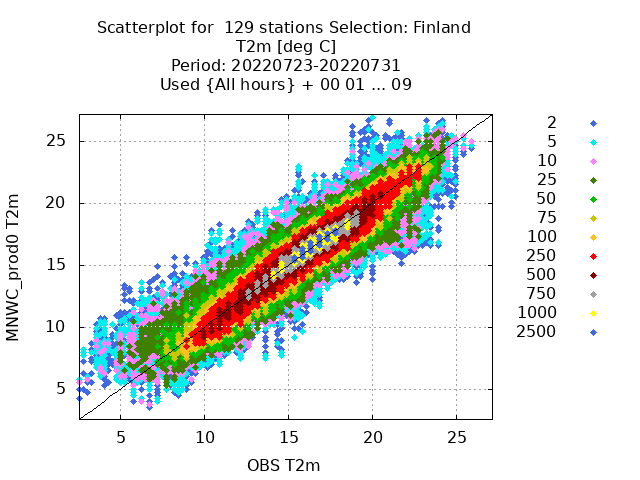 Scatterplot for  129 stations Selection: Finland
T2m [deg C]
Period: 20220723-20220731
Used {All hours} + 00 01 ... 09
MNWC_prod0 T2m
25
20
15
10
5
5 10 15 20 25
OBS T2m
2
5
10
25
50
75
100
250
500
750
1000
2500